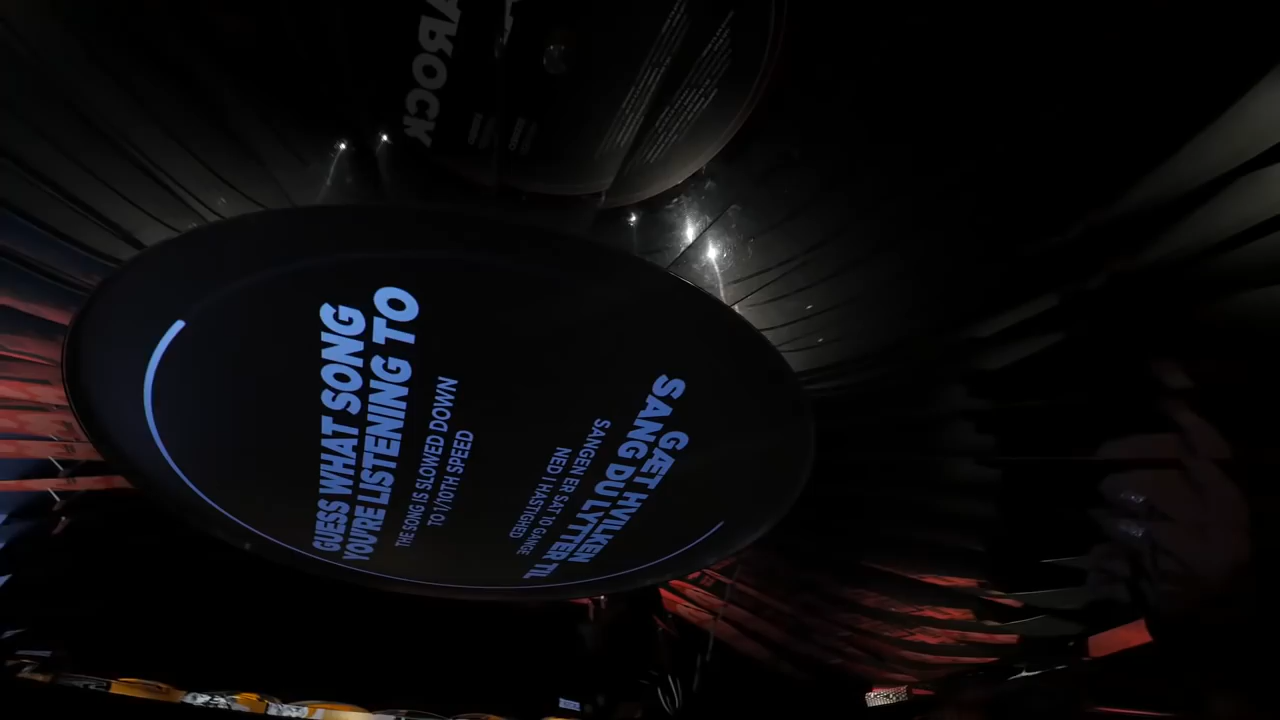 GUESS WHAT SONG
YOU'RE LISTENING TO
THE SONG IS SLOWED DOWN
TO 1/10TH SPEED
GÆT HVILKEN
SANG DU LYTTER TIL
SANGEN ER SAT 10 GANGE
NED I HASTIGHED